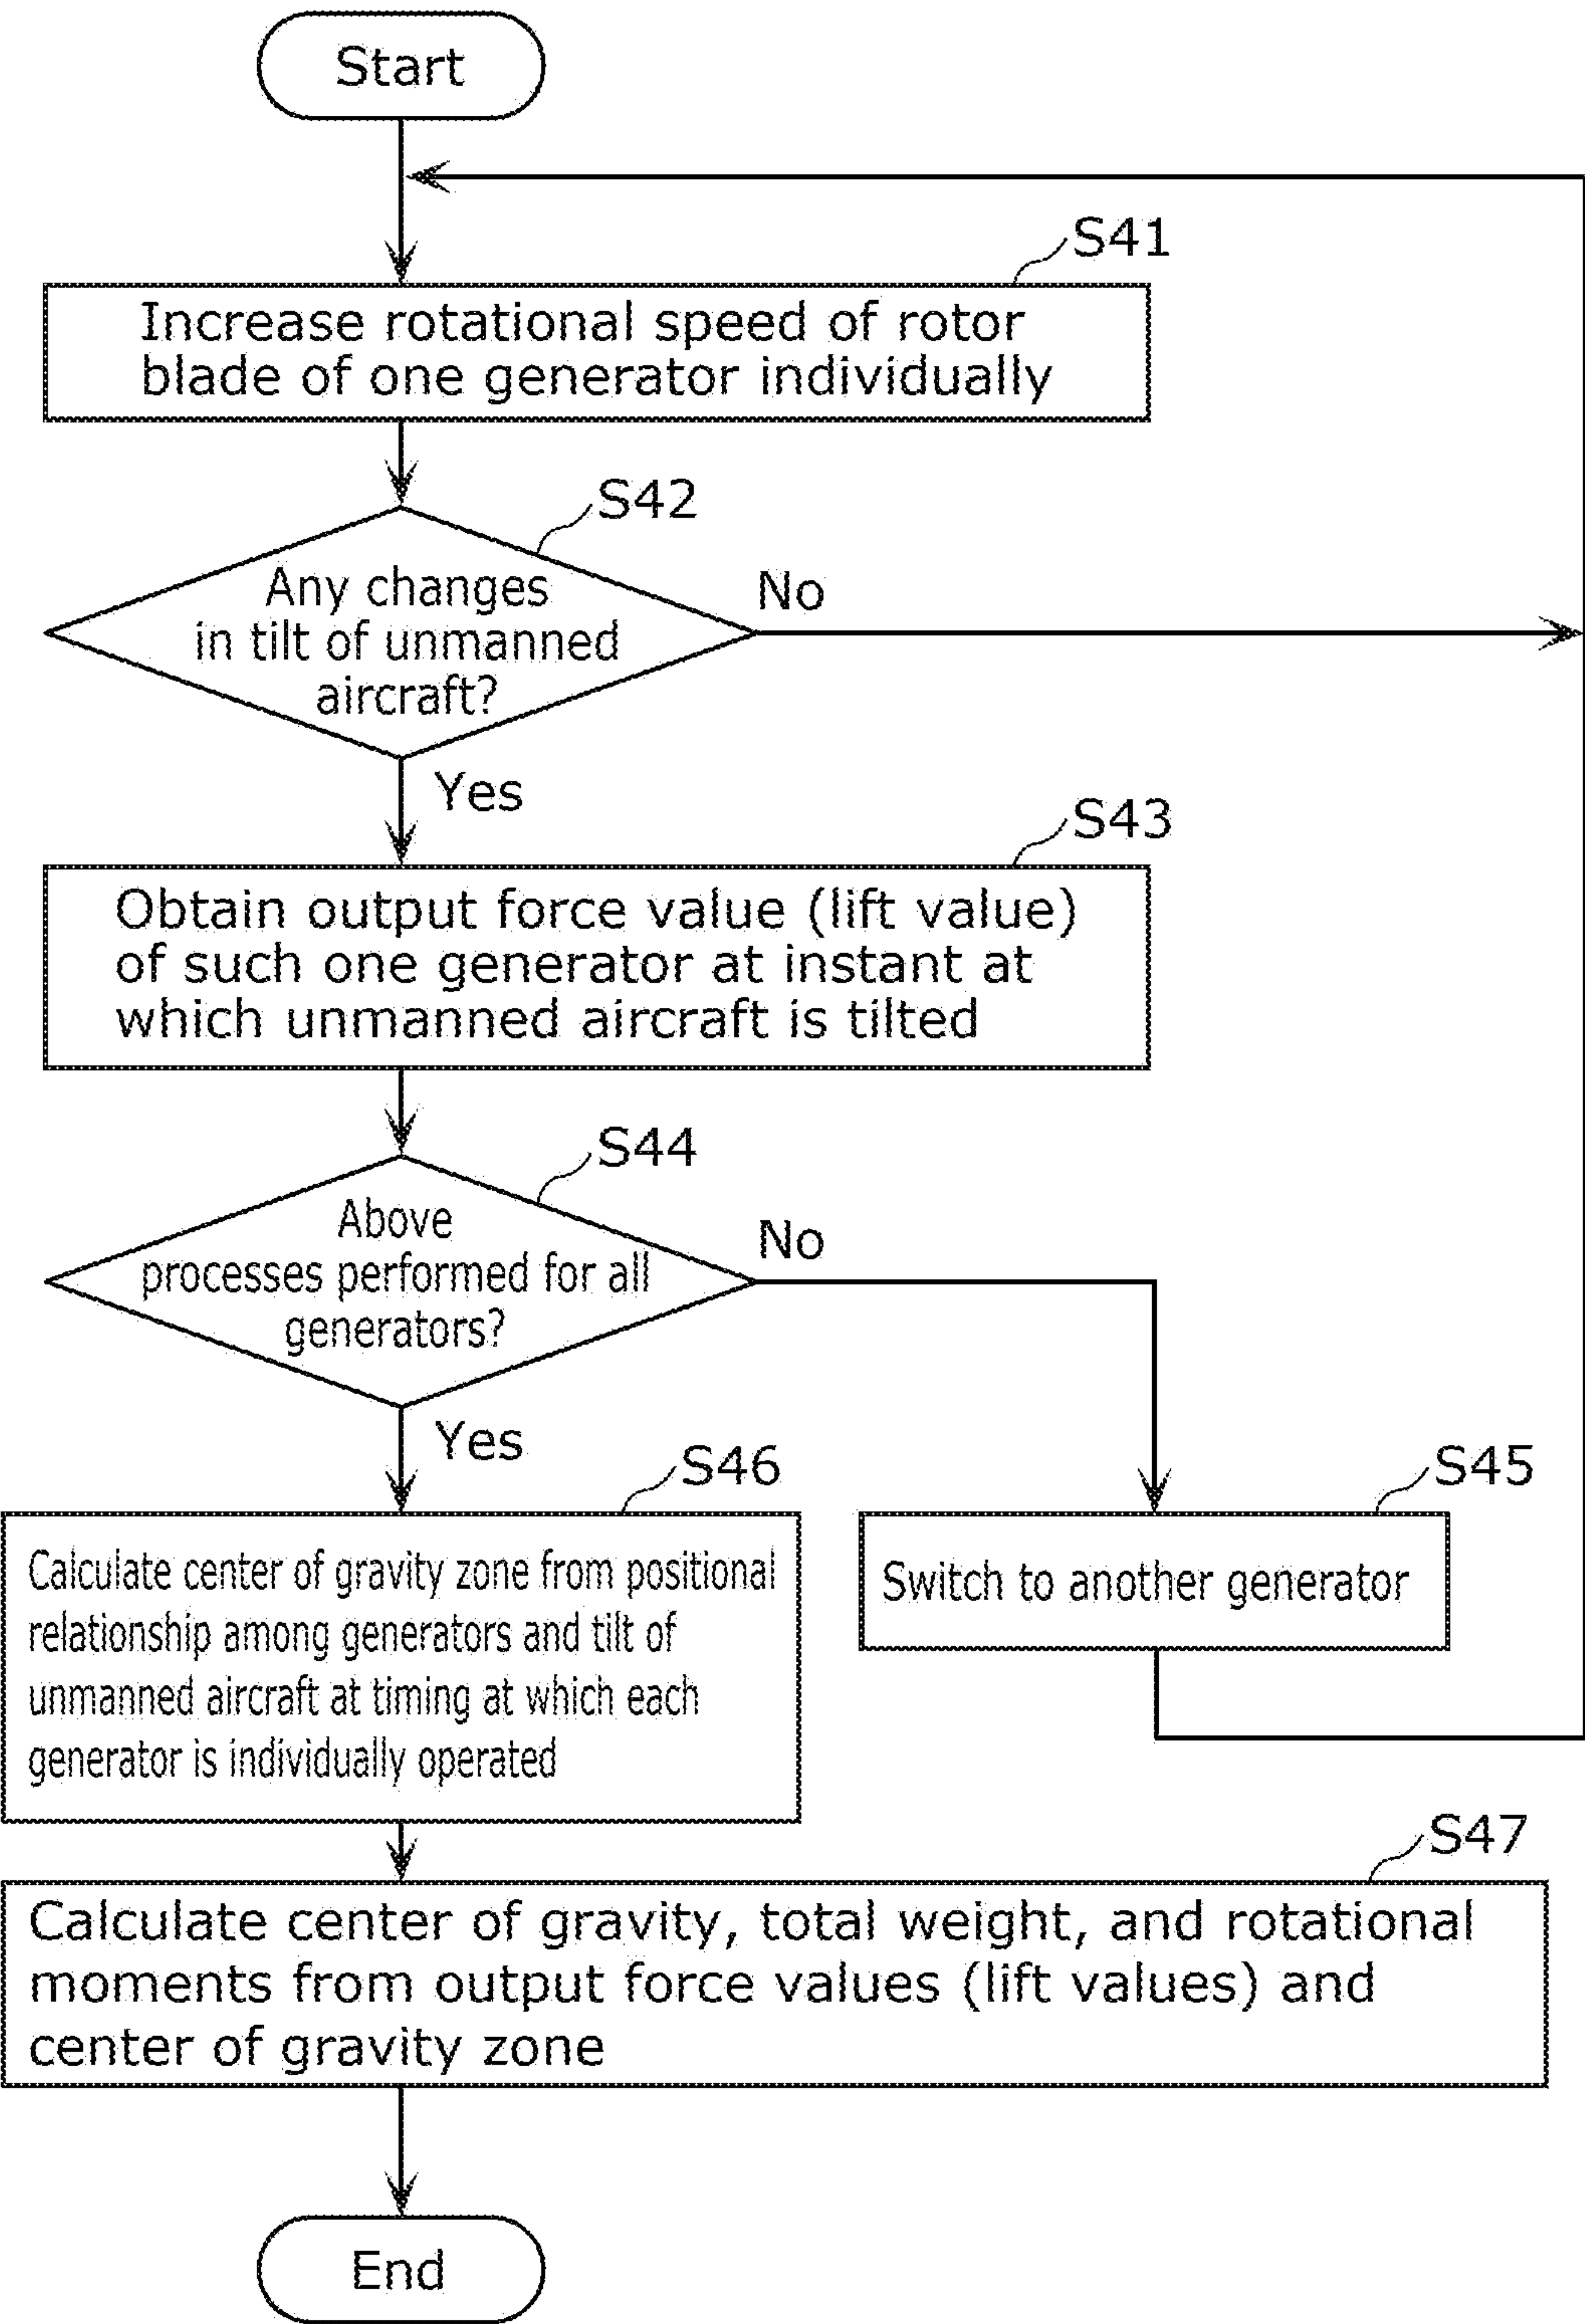 Start
S41
Increase rotational speed of rotor
blade of one generator individually
S42
Any changes
in tilt of unmanned
aircraft?
No
Yes
S43
Obtain output force value (lift value)
of such one generator at instant at
which unmanned aircraft is tilted
S44
Above
processes performed for all
generators?
No
Yes
S46
Calculate center of gravity zone from positional
relationship among generators and tilt of
unmanned aircraft at timing at which each
generator is individually operated
S45
Switch to another generator
S47
Calculate center of gravity, total weight, and rotational
moments from output force values (lift values) and
center of gravity zone
End